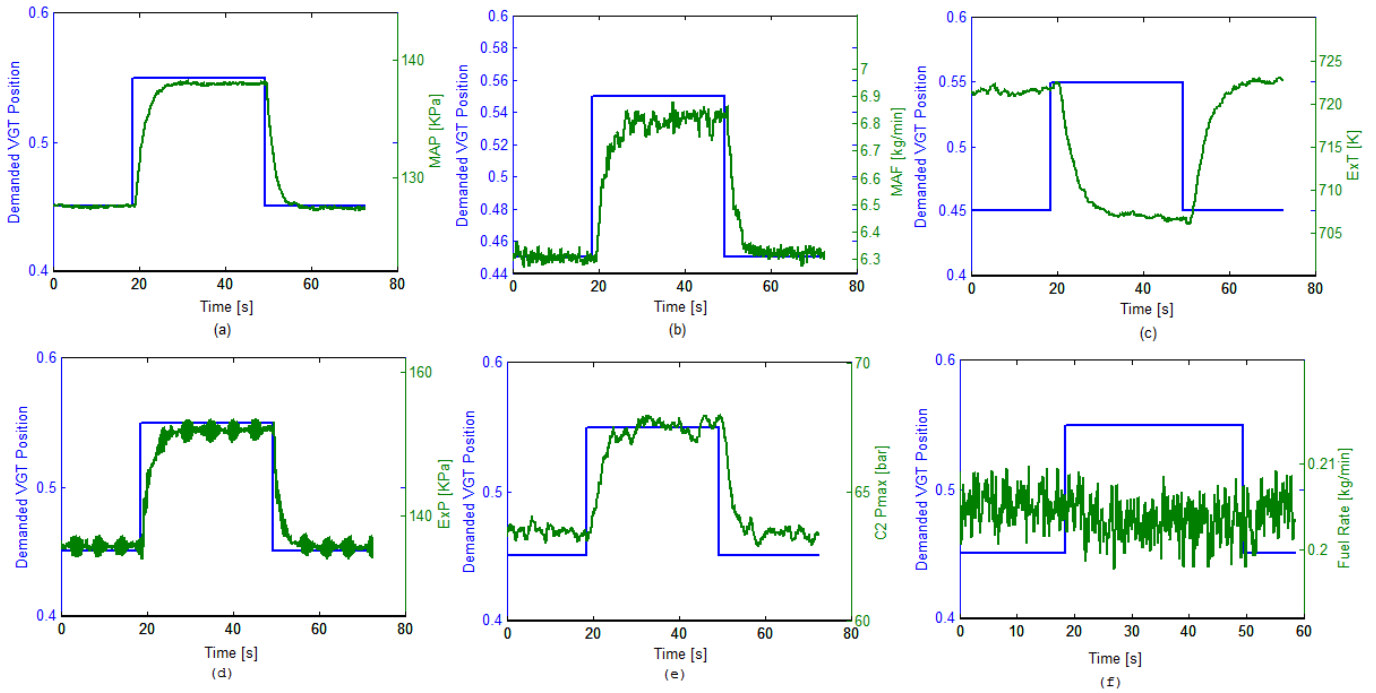 0.6
0.5
0.4
Demanded VGT Position
140
130
MAP [KPa]
0 20 40 60 80
Time [s]
(a)
0.6
0.58
0.56
0.54
0.52
0.5
0.48
0.46
0.44
Demanded VGT Position
7
6.9
6.8
6.7
6.6
6.5
6.4
6.3
MAF [kg/min]
0 20 40 60 80
Time [s]
(b)
0.6
0.55
0.5
0.45
0.4
Demanded VGT Position
725
720
715
710
705
ExT [K]
0 20 40 60 80
Time [s]
(c)
0.6
0.5
0.4
Demanded VGT Position
160
140
ExP [KPa]
0 20 40 60 80
Time [s]
(d)
0.6
0.5
0.4
Demanded VGT Position
70
65
60
C2 Pmax [bar]
0 20 40 60 80
Time [s]
(e)
0.6
0.5
0.4
Demanded VGT Position
0.21
0.2
Fuel Rate [kg/min]
0 10 20 30 40 50 60
Time [s]
(f)